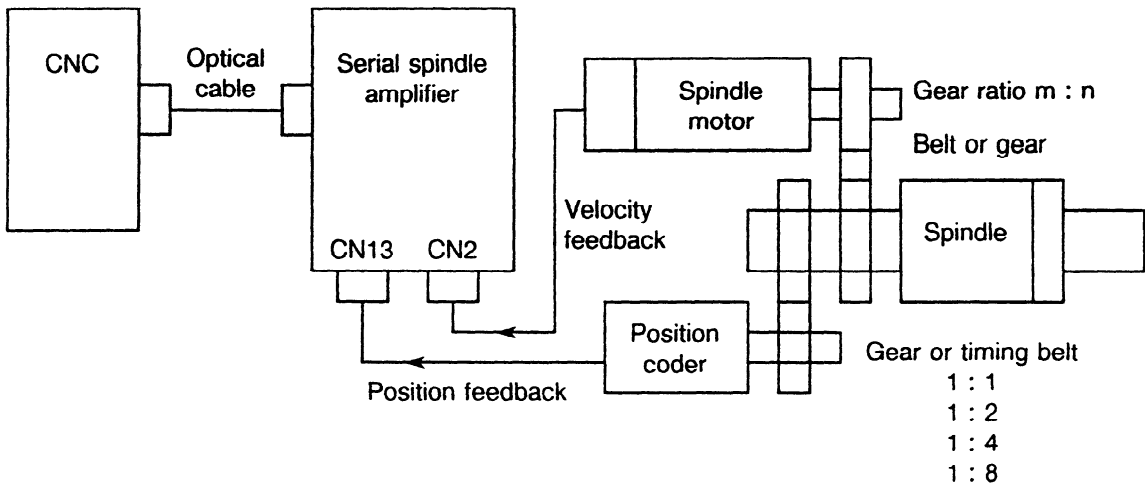 CNC
Optical
cable
Serial spindle
amplifier
Spindle
motor
Gear ratio m : n
Belt or gear
Velocity
feedback
Spindle
CN13 CN2
Position
coder
Position feedback
Gear or timing belt
1 : 1
1 : 2
1 : 4
1 : 8